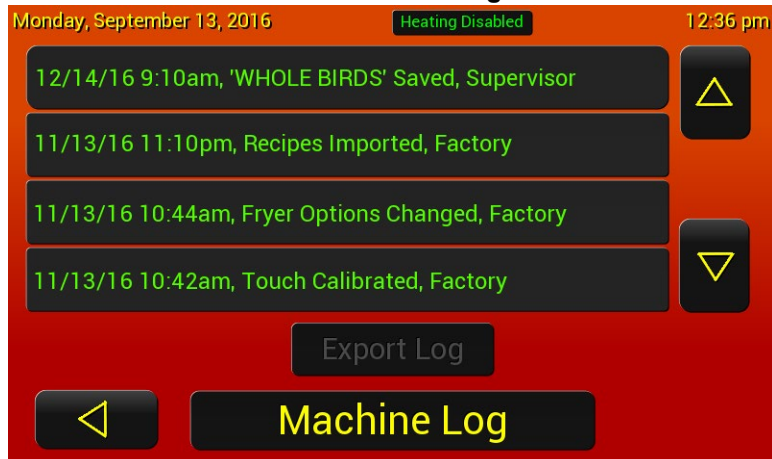 Monday, September 13, 2016 Heating Disabled 12:36 pm
12/14/16 9:10am, 'WHOLE BIRDS' Saved, Supervisor
11/13/16 11:10pm, Recipes Imported, Factory
11/13/16 10:44am, Fryer Options Changed, Factory
11/13/16 10:42am, Touch Calibrated, Factory
Export Log
Machine Log